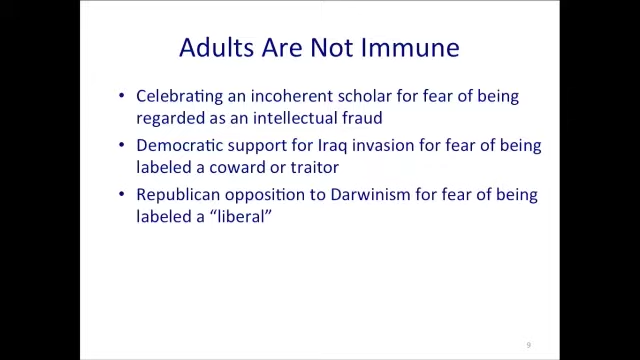 Adults Are Not Immune
• Celebrating an incoherent scholar for fear of being
regarded as an intellectual fraud
• Democratic support for Iraq invasion for fear of being
labeled a coward or traitor
• Republican opposition to Darwinism for fear of being
labeled a “liberal”
9